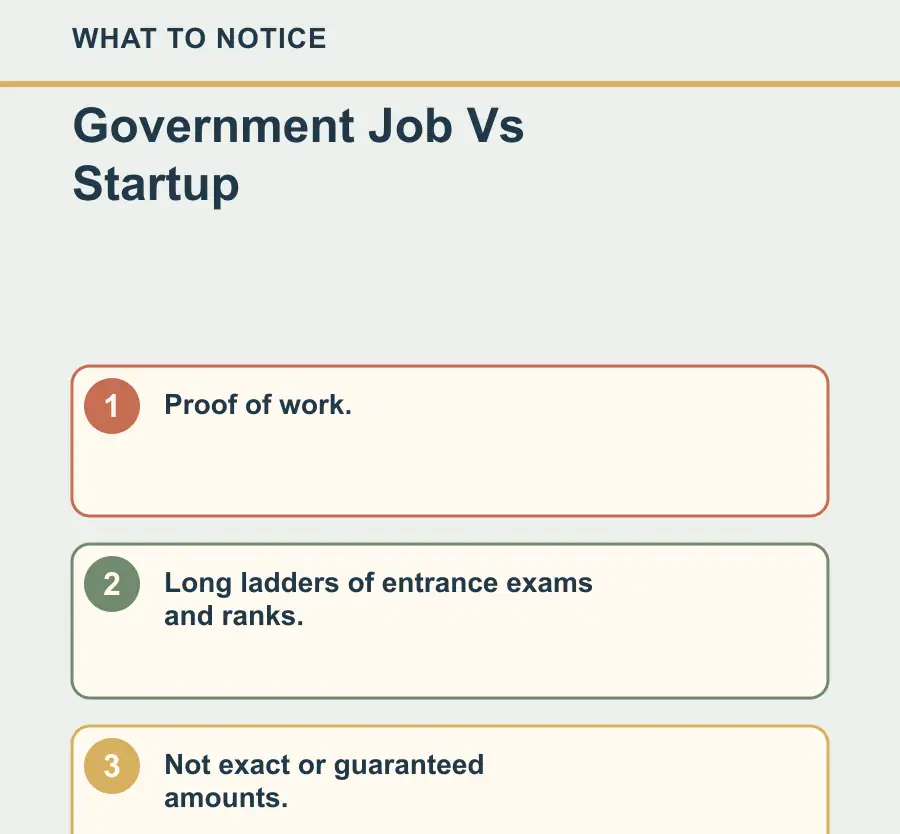 WHAT TO NOTICE
Government Job Vs
Startup
1
Proof of work.
2
Long ladders of entrance exams
and ranks.
3
Not exact or guaranteed
amounts.